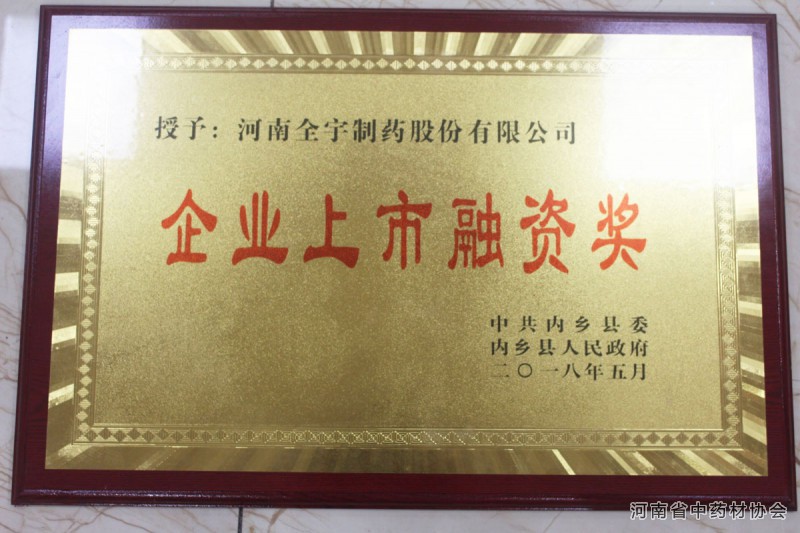 授予：河南全宇制药股份有限公司
企业上市融资奖
中共内乡县委
内乡县人民政府
二〇一八年五月
河南省中药材协会